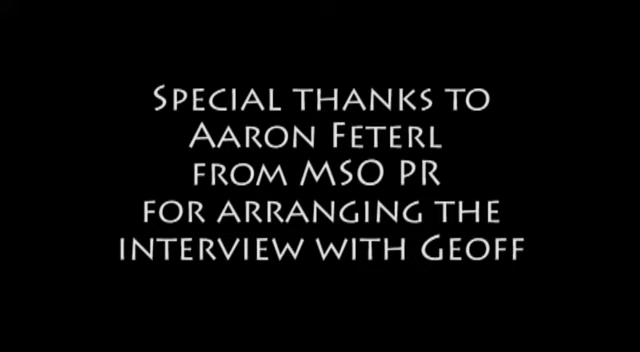 Special thanks to
Aaron Feterl
from MSO PR
for arranging the
interview with Geoff